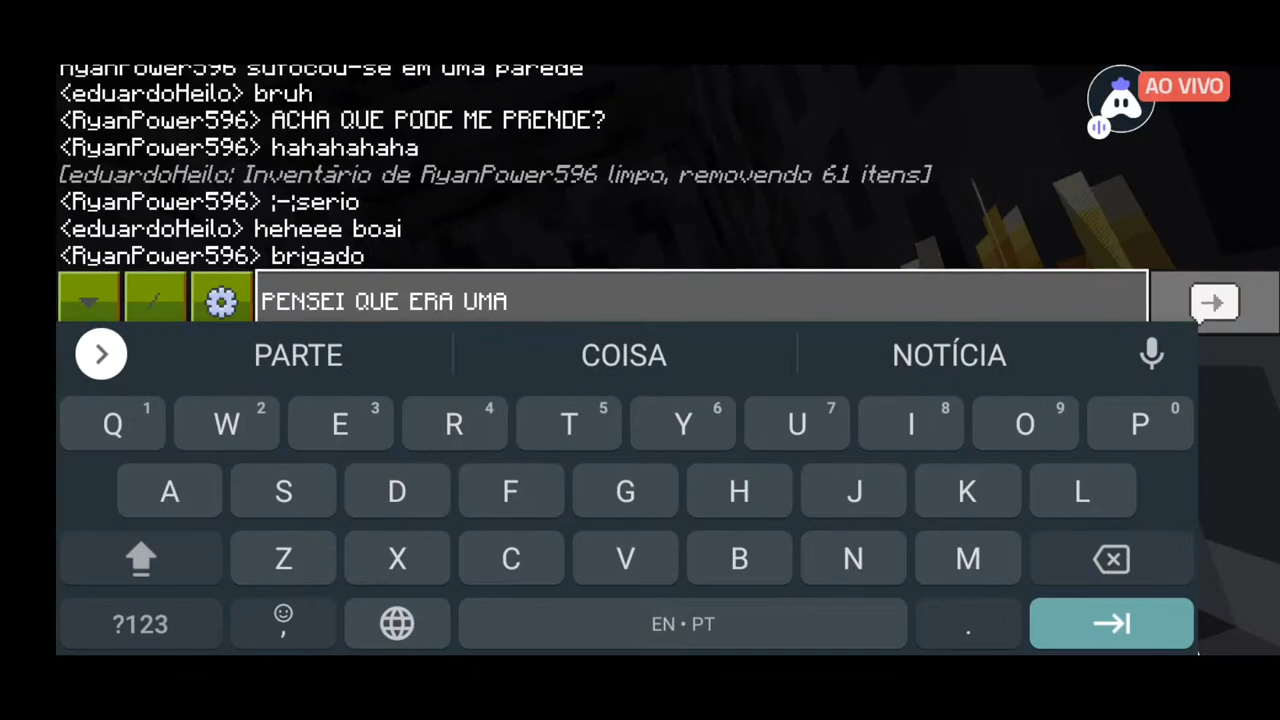 RyanPower596 sufocou-se em uma parede
<eduardoHeilo> bruh
<RyanPower596> ACHA QUE PODE ME PRENDE?
<RyanPower596> hahahahaha
[eduardoHeilo: Inventário de RyanPower596 limpo, removendo 61 itens]
<RyanPower596> ¦-¦serio
<eduardoHeilo> heheee boai
<RyanPower596> brigado
AO VIVO
/ PENSEI QUE ERA UMA
PARTE COISA NOTÍCIA
Q 1 W 2 E 3 R 4 T 5 Y 6 U 7 I 8 O 9 P 0
A S D F G H J K L
Z X C V B N M
?123 , EN • PT .